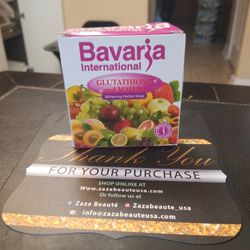 Bavaria
International
GLUTATHIONE
Whitening Herbal Soap
Thank You
FOR YOUR PURCHASE
SHOP ONLINE AT
www.zazabeauteusa.com
or follow us
Zaza Beauté
Zazabeaute_usa
info@zazabeauteusa.com